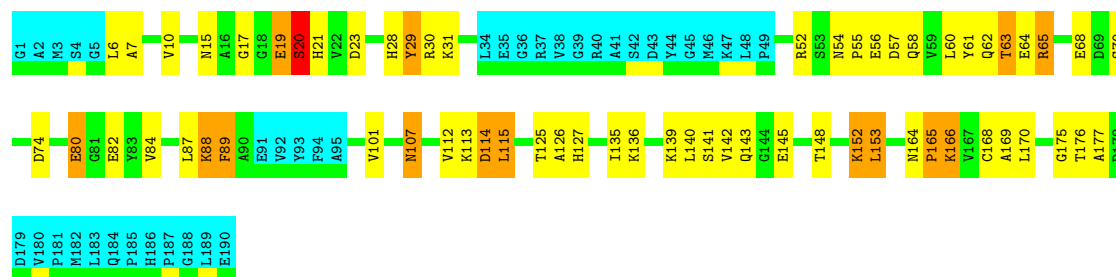 G1 A2 M3 S4 G5 L6 A7 V10 N15 A16 G17 G18 E19 S20 H21 V22 D23 H28 Y29 R30 K31 L34 E35 G36 R37 V38 G39 R40 A41 S42 D43 Y44 G45 M46 K47 L48 P49 R52 S53 N54 P55 E56 D57 Q58 V59 L60 Y61 Q62 T63 E64 R65 E68 D69
D74 E80 G81 E82 Y83 V84 L87 K88 F89 A90 E91 V92 Y93 F94 A95 V101 N107 V112 K113 D114 L115 T125 A126 H127 I135 K136 K139 L140 S141 V142 Q143 G144 E145 T148 K152 L153 N164 P165 K166 V167 C168 A169 L170 G175 T176 A177
D179 V180 P181 M182 L183 Q184 P185 H186 P187 G188 L189 E190